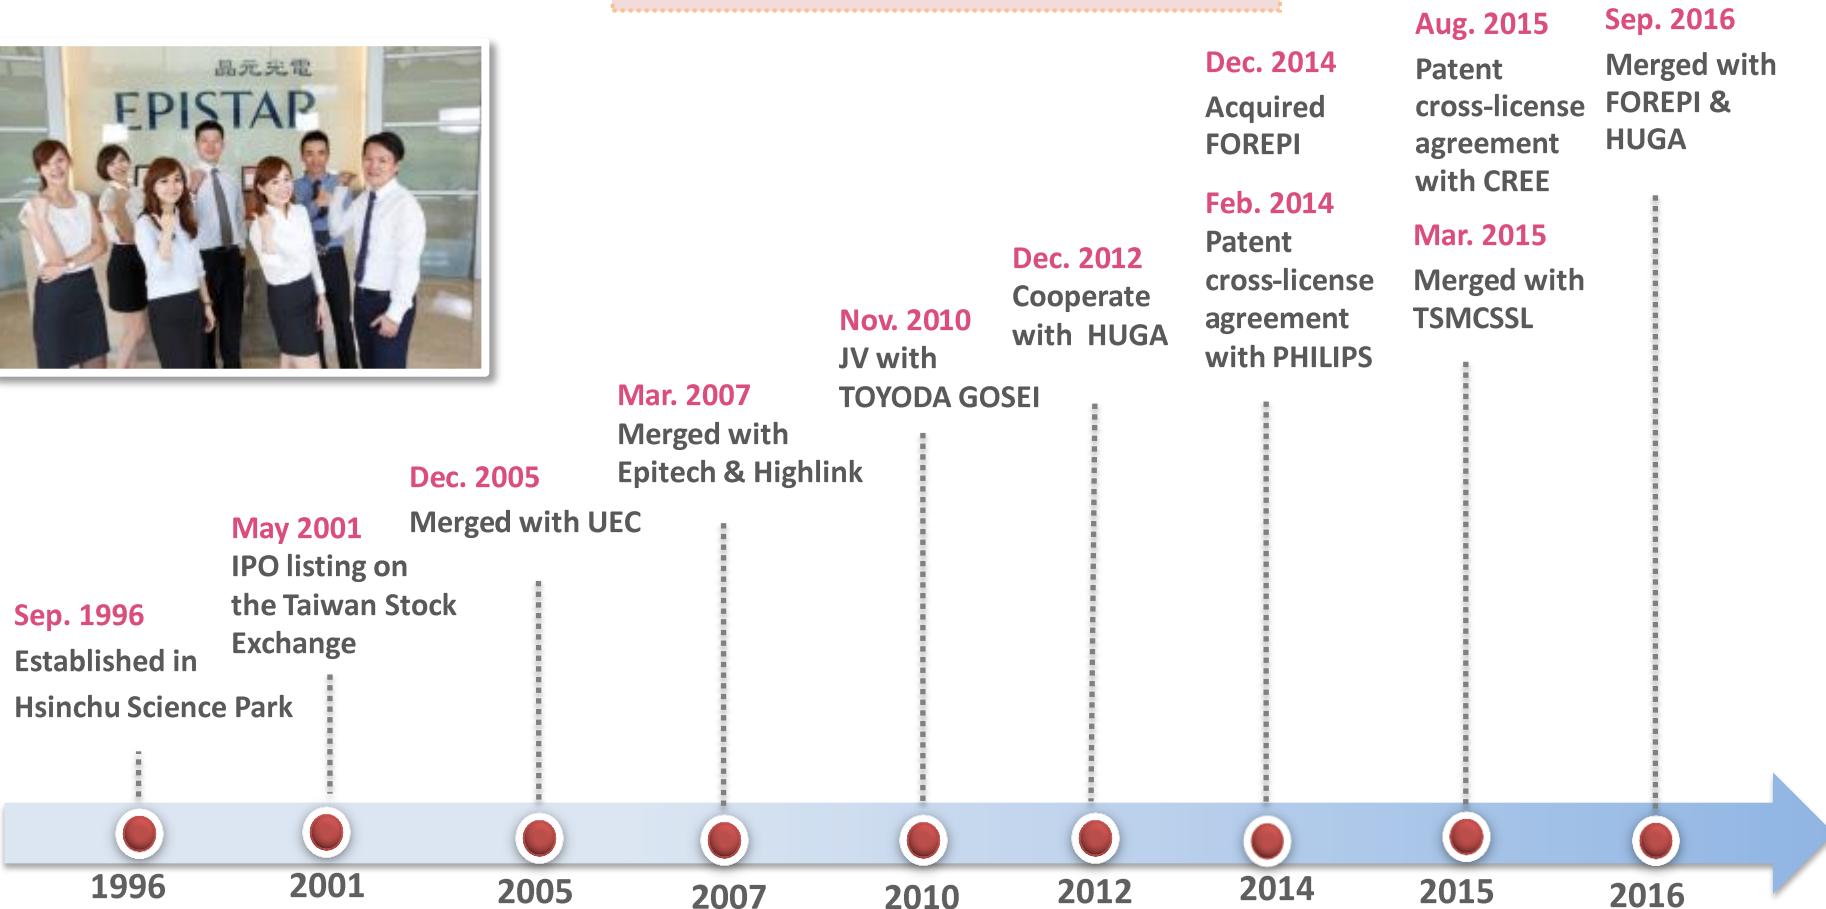 晶元光電
EPISTAR
Sep. 1996
Established in
Hsinchu Science Park
May 2001
IPO listing on
the Taiwan Stock
Exchange
Dec. 2005
Merged with UEC
Mar. 2007
Merged with
Epitech & Highlink
Nov. 2010
JV with
TOYODA GOSEI
Dec. 2012
Cooperate
with HUGA
Dec. 2014
Acquired
FOREPI
Feb. 2014
Patent
cross-license
agreement
with PHILIPS
Aug. 2015
Patent
cross-license
agreement
with CREE
Mar. 2015
Merged with
TSMCSSL
Sep. 2016
Merged with
FOREPI &
HUGA
1996
2001
2005
2007
2010
2012
2014
2015
2016